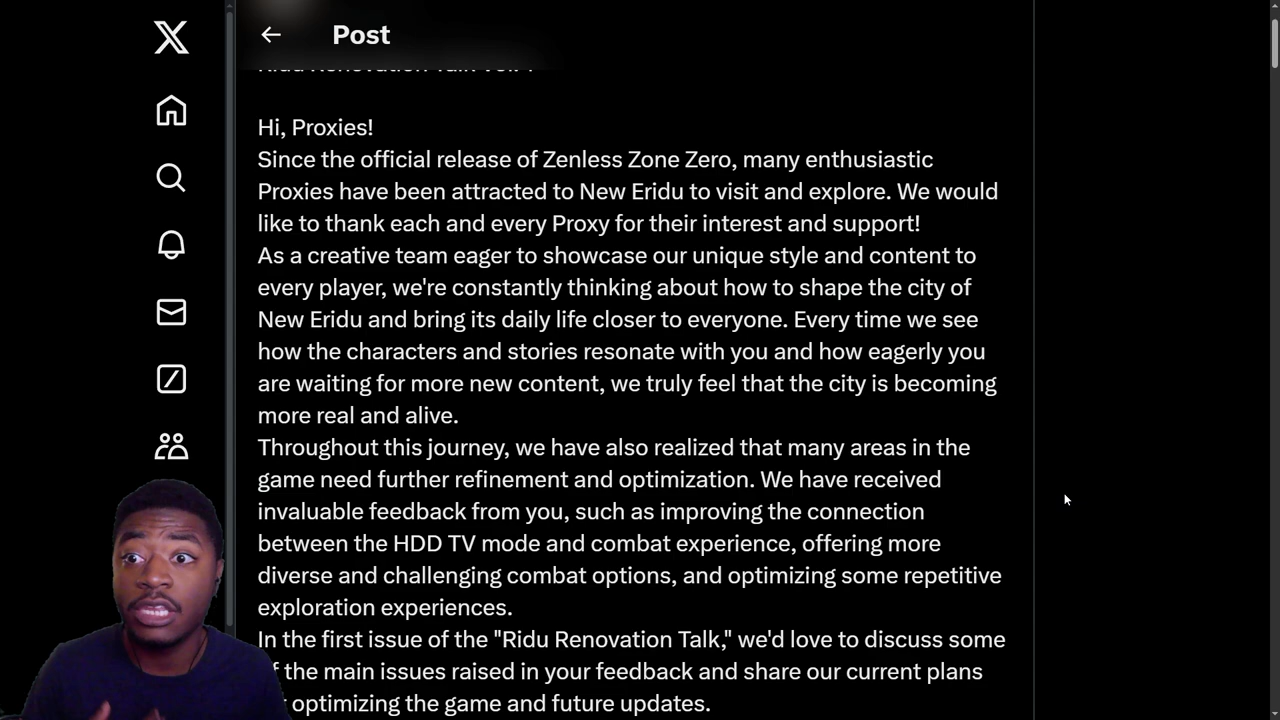 Post
Ridu Renovation Talk Vol. 1
Hi, Proxies!
Since the official release of Zenless Zone Zero, many enthusiastic
Proxies have been attracted to New Eridu to visit and explore. We would
like to thank each and every Proxy for their interest and support!
As a creative team eager to showcase our unique style and content to
every player, we're constantly thinking about how to shape the city of
New Eridu and bring its daily life closer to everyone. Every time we see
how the characters and stories resonate with you and how eagerly you
are waiting for more new content, we truly feel that the city is becoming
more real and alive.
Throughout this journey, we have also realized that many areas in the
game need further refinement and optimization. We have received
invaluable feedback from you, such as improving the connection
between the HDD TV mode and combat experience, offering more
diverse and challenging combat options, and optimizing some repetitive
exploration experiences.
In the first issue of the "Ridu Renovation Talk," we'd love to discuss some
the main issues raised in your feedback and share our current plans
optimizing the game and future updates.